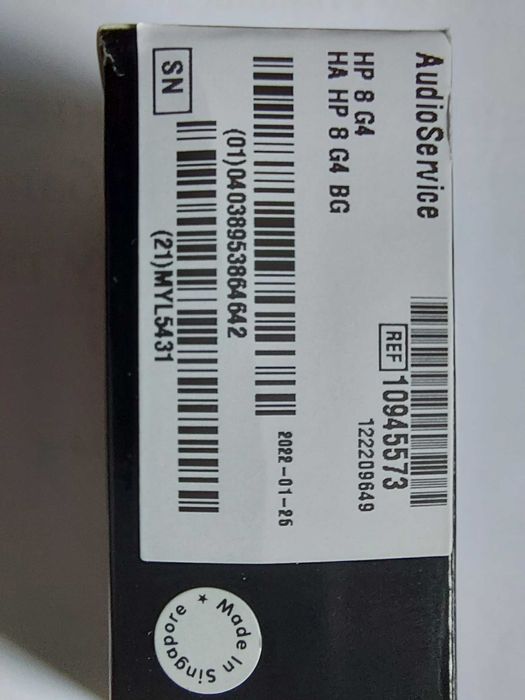 AudioService
HP 8 G4
HA HP 8 G4 BG
REF 10945573
122209649
(01)04038953864642
2022-01-26
SN
(21)MYL5431
Made in Singapore ★